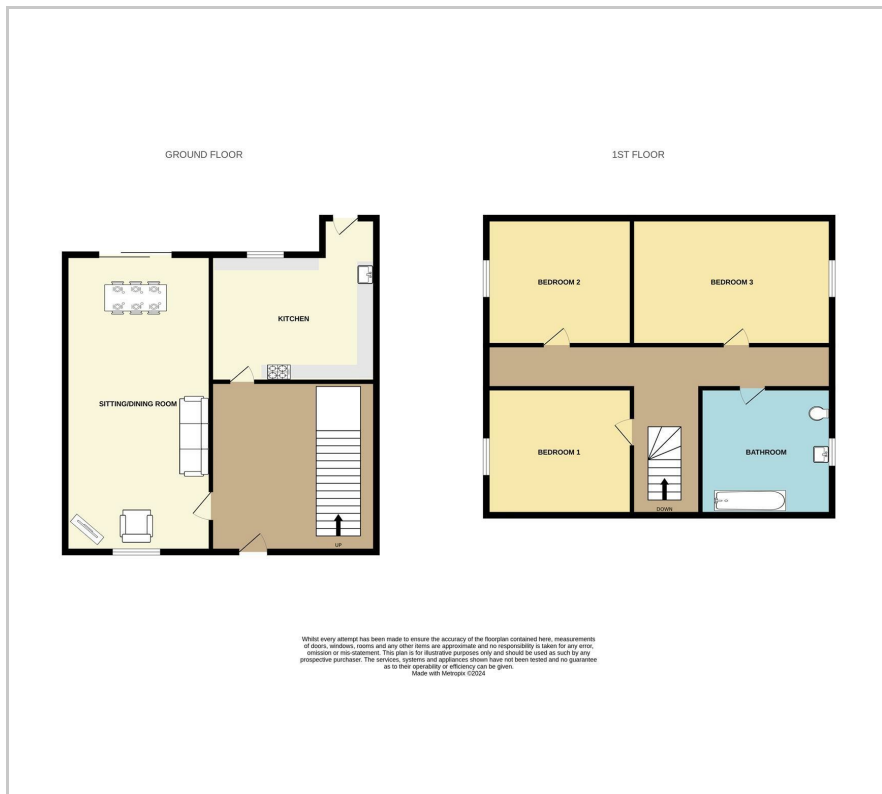 GROUND FLOOR
1ST FLOOR
BEDROOM 2
BEDROOM 3
KITCHEN
SITTING/DINING ROOM
BEDROOM 1
BATHROOM
DOWN
UP
Whilst every attempt has been made to ensure the accuracy of the floorplan contained here, measurements
of doors, windows, rooms and any other items are approximate and no responsibility is taken for any error,
omission or mis-statement. This plan is for illustrative purposes only and should be used as such by any
prospective purchaser. The services, systems and appliances shown have not been tested and no guarantee
as to their operability or efficiency can be given.
Made with Metropix ©2024